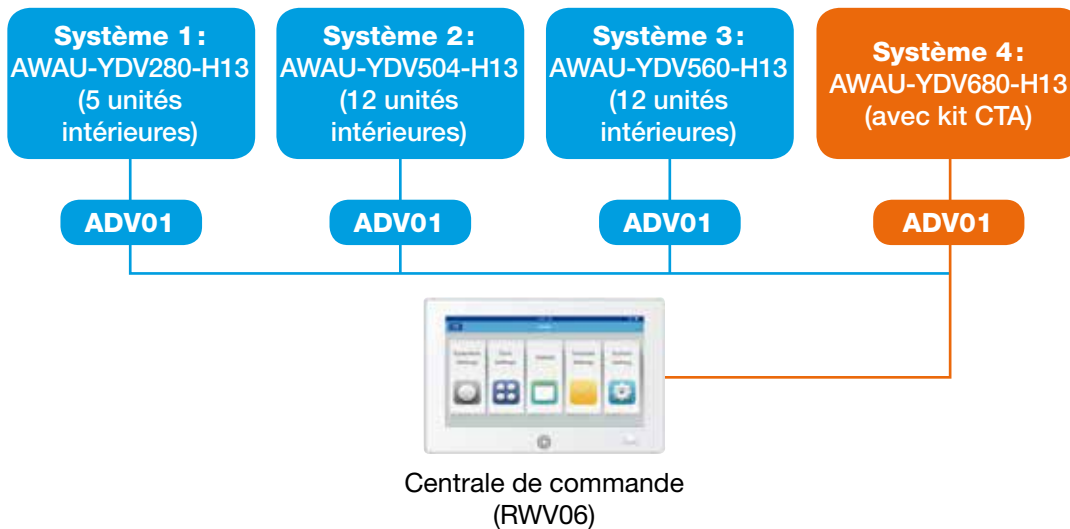 Système 1:
AWAU-YDV280-H13
(5 unités
intérieures)
Système 2:
AWAU-YDV504-H13
(12 unités
intérieures)
Système 3:
AWAU-YDV560-H13
(12 unités
intérieures)
Système 4:
AWAU-YDV680-H13
(avec kit CTA)
ADV01
ADV01
ADV01
ADV01
Centrale de commande
(RWV06)